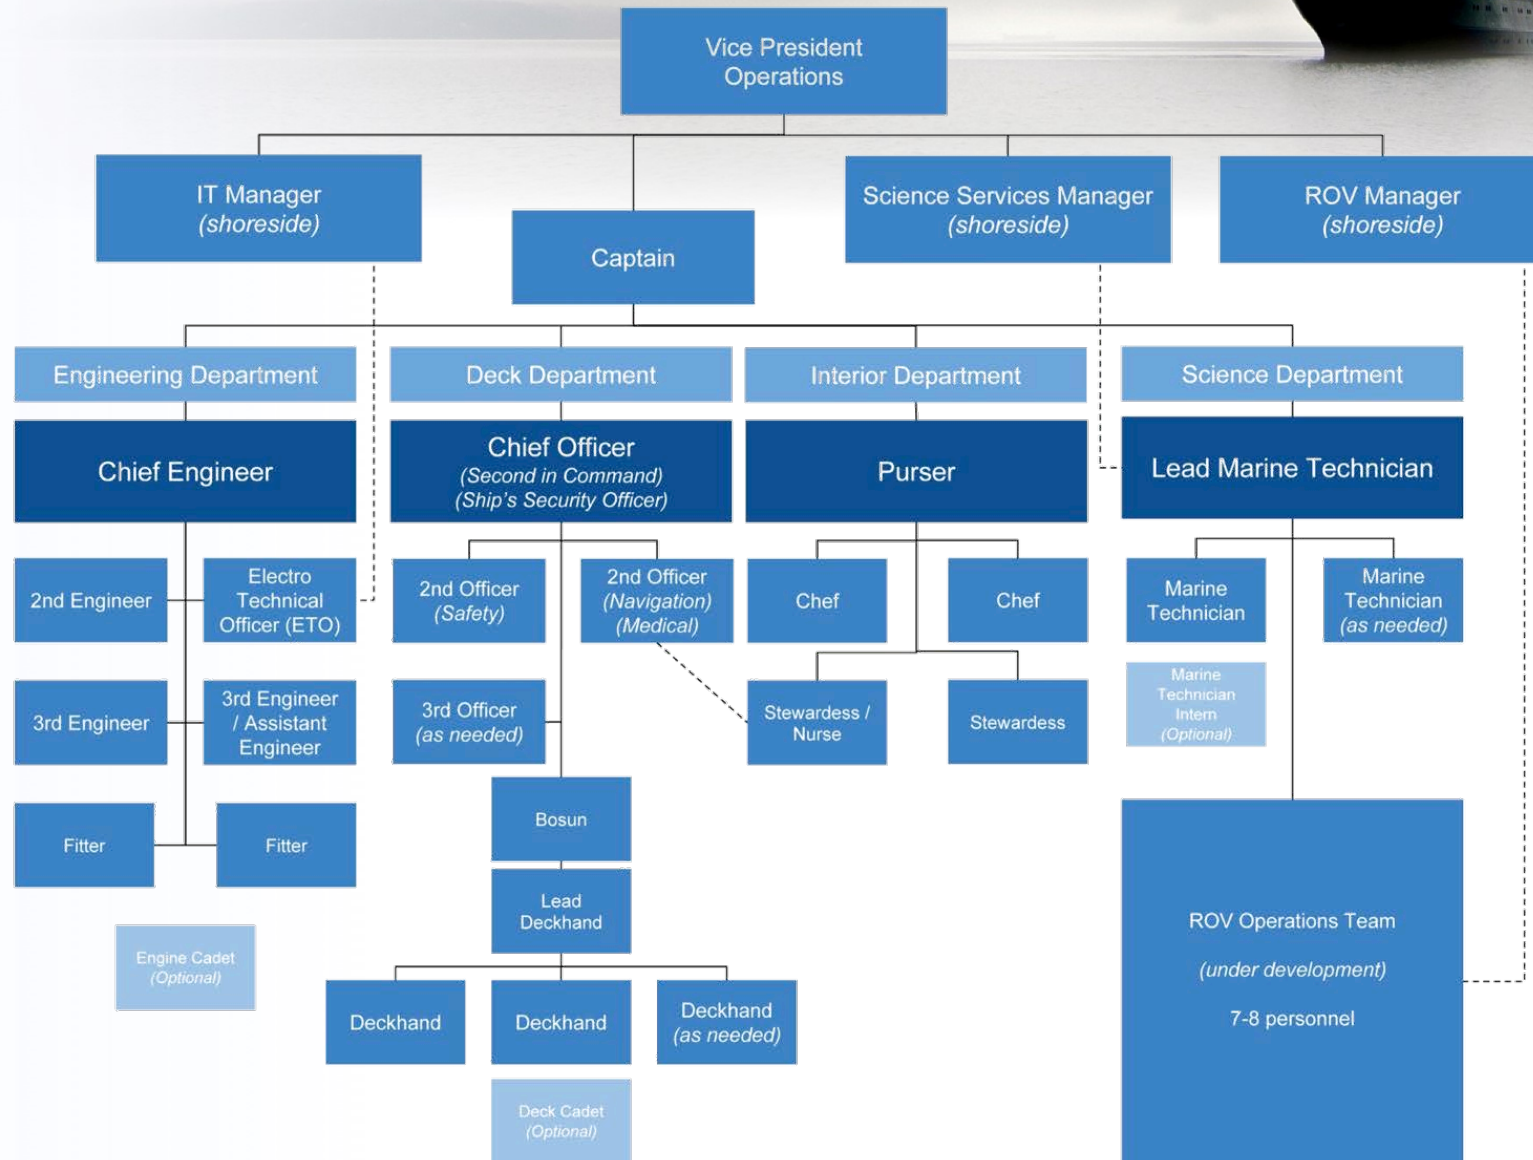 Vice President
Operations
IT Manager
(shoreside)
Captain
Science Services Manager
(shoreside)
ROV Manager
(shoreside)
Engineering Department
Deck Department
Interior Department
Science Department
Chief Engineer
Chief Officer
(Second in Command)
(Ship's Security Officer)
Purser
Lead Marine Technician
2nd Engineer
Electro
Technical
Officer (ETO)
2nd Officer
(Safety)
2nd Officer
(Navigation)
(Medical)
Chef
Chef
Marine
Technician
Marine
Technician
(as needed)
3rd Engineer
3rd Engineer
/ Assistant
Engineer
3rd Officer
(as needed)
Stewardess /
Nurse
Stewardess
Marine
Technician
Intern
(Optional)
Fitter
Fitter
Bosun
Lead
Deckhand
Engine Cadet
(Optional)
Deckhand
Deckhand
Deckhand
(as needed)
Deck Cadet
(Optional)
ROV Operations Team
(under development)
7-8 personnel